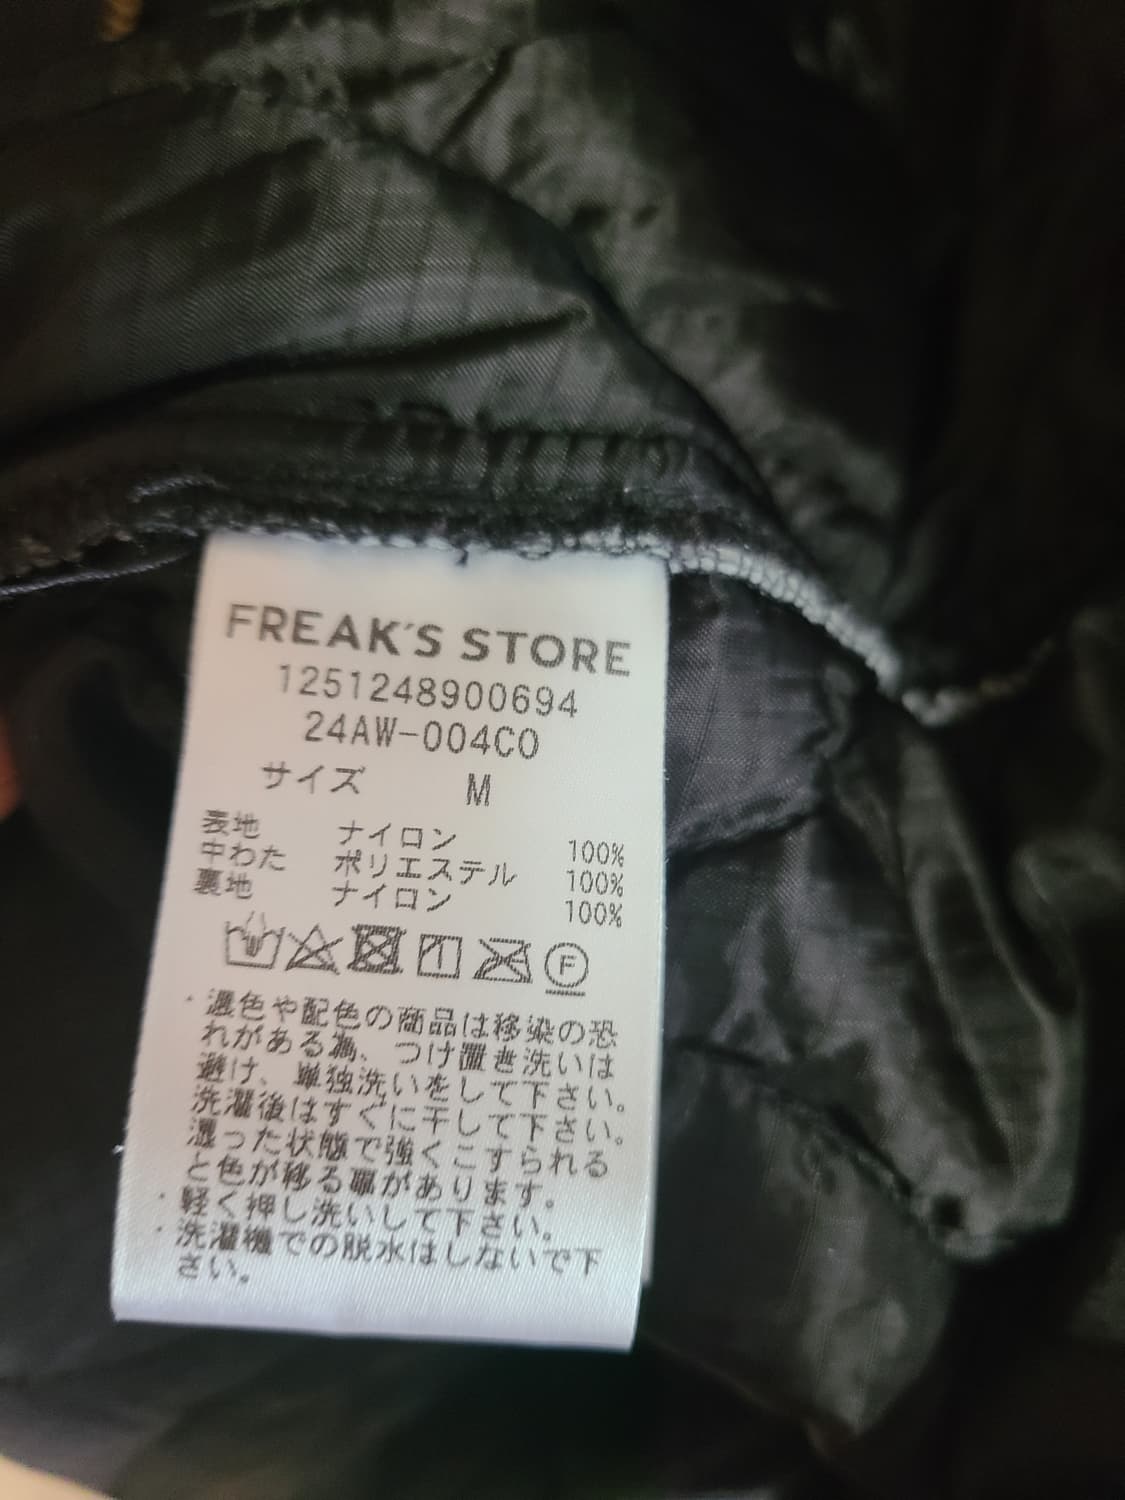 FREAK'S STORE
1251248900694
24AW-004CO
サイズ M
表地 ナイロン 100%
中わた ポリエステル 100%
裏地 ナイロン 100%
F
・濃色や配色の商品は移染の恐
れがある為、つけ置き洗いは
避け、単独洗いをして下さい。
洗濯後はすぐに干して下さい。
湿った状態で強くこすられる
と色が移る事があります。
・軽く押し洗いして下さい。
・洗濯機での脱水はしないで下
さい。